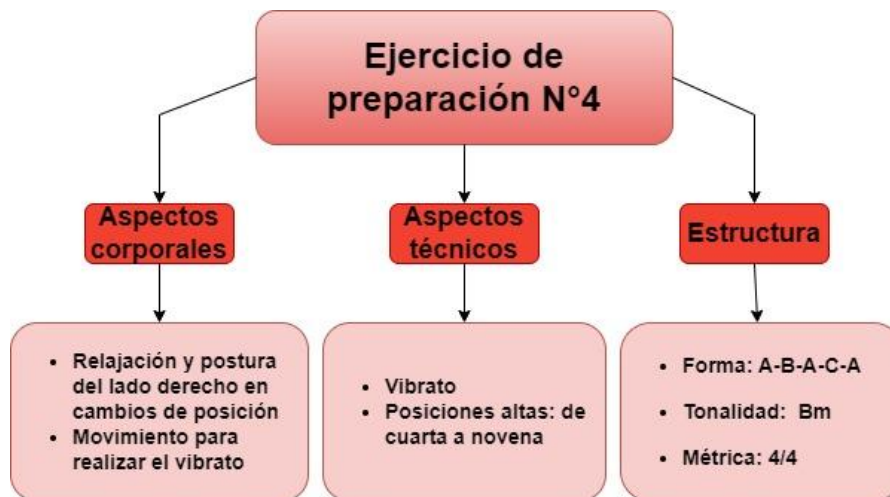 Ejercicio de
preparación N°4
Aspectos
corporales
Aspectos
técnicos
Estructura
• Relajación y postura
del lado derecho en
cambios de posición
• Movimiento para
realizar el vibrato
• Vibrato
• Posiciones altas: de
cuarta a novena
• Forma: A-B-A-C-A
• Tonalidad: Bm
• Métrica: 4/4